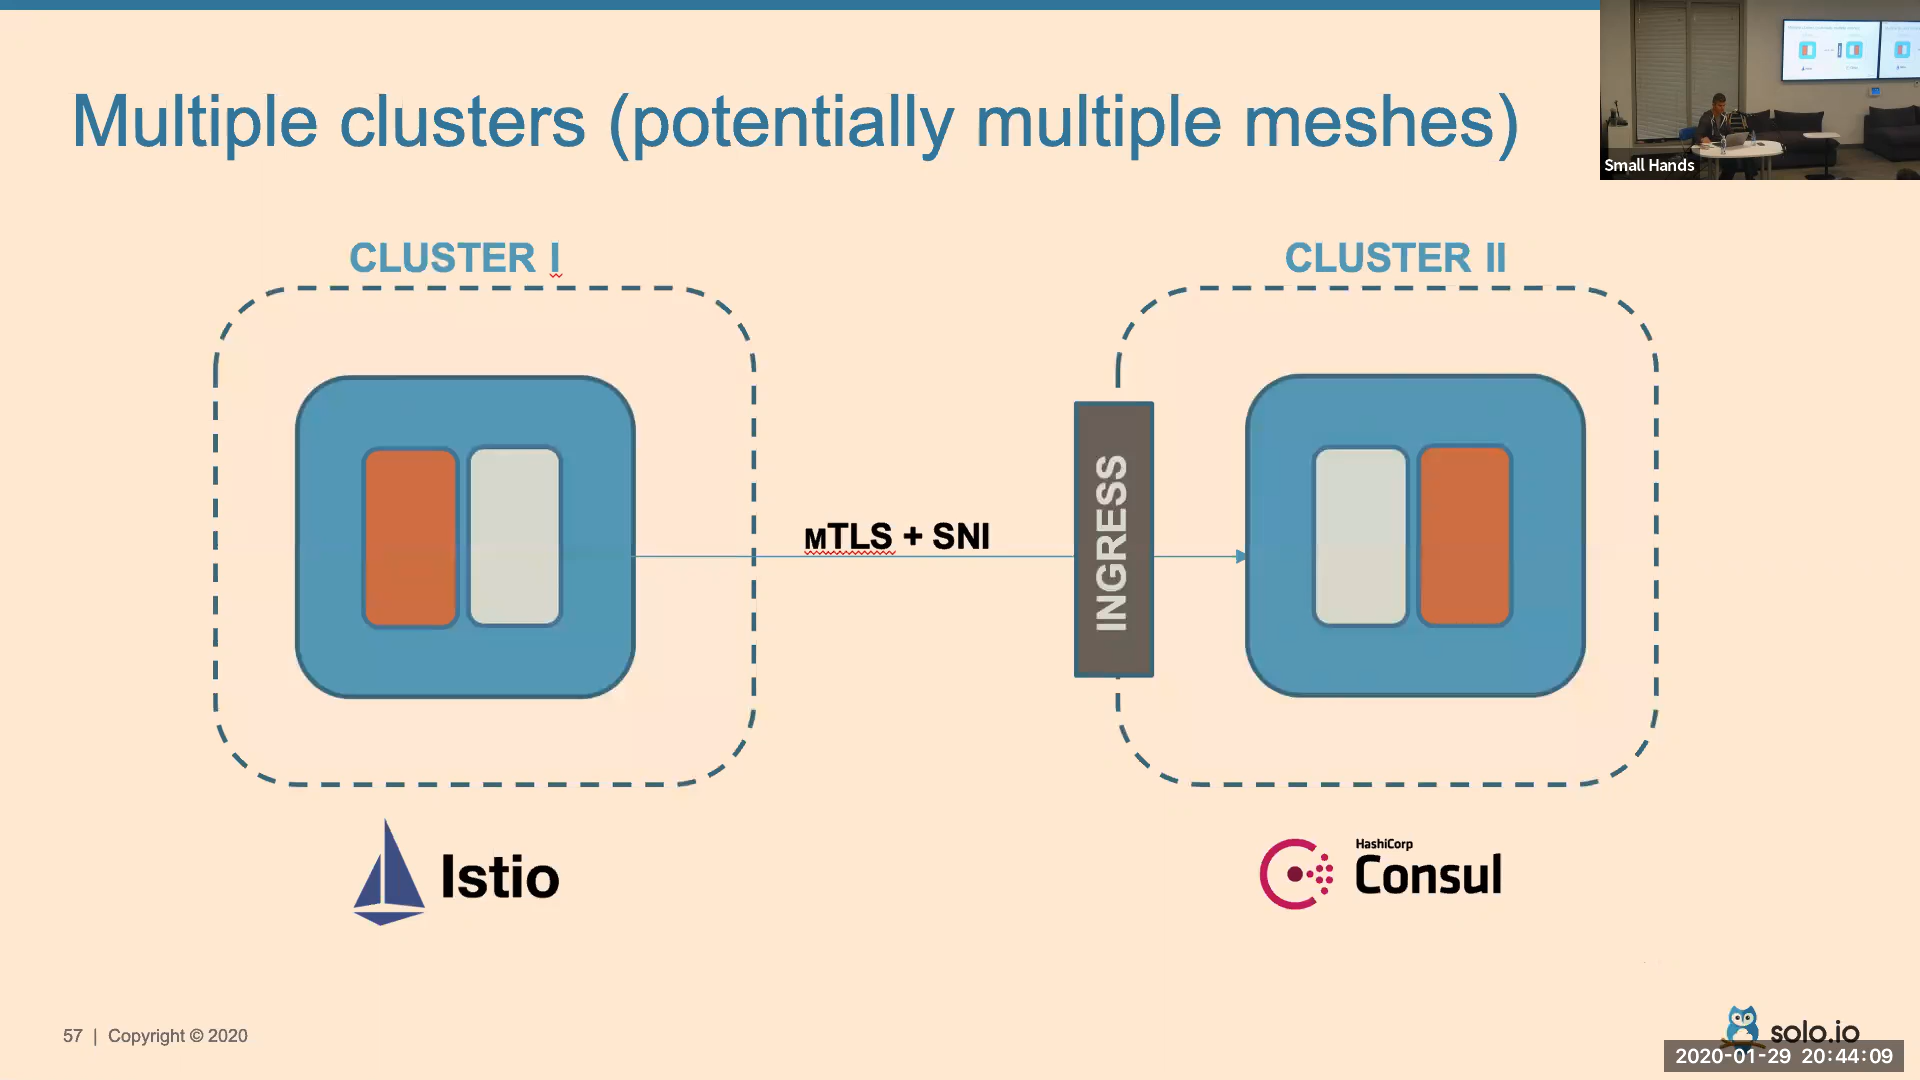 Multiple clusters (potentially multiple meshes)
Small Hands
CLUSTER I
CLUSTER II
mTLS + SNI
INGRESS
Istio
HashiCorp
Consul
57 | Copyright © 2020
solo.io
2020-01-29 20:44:09